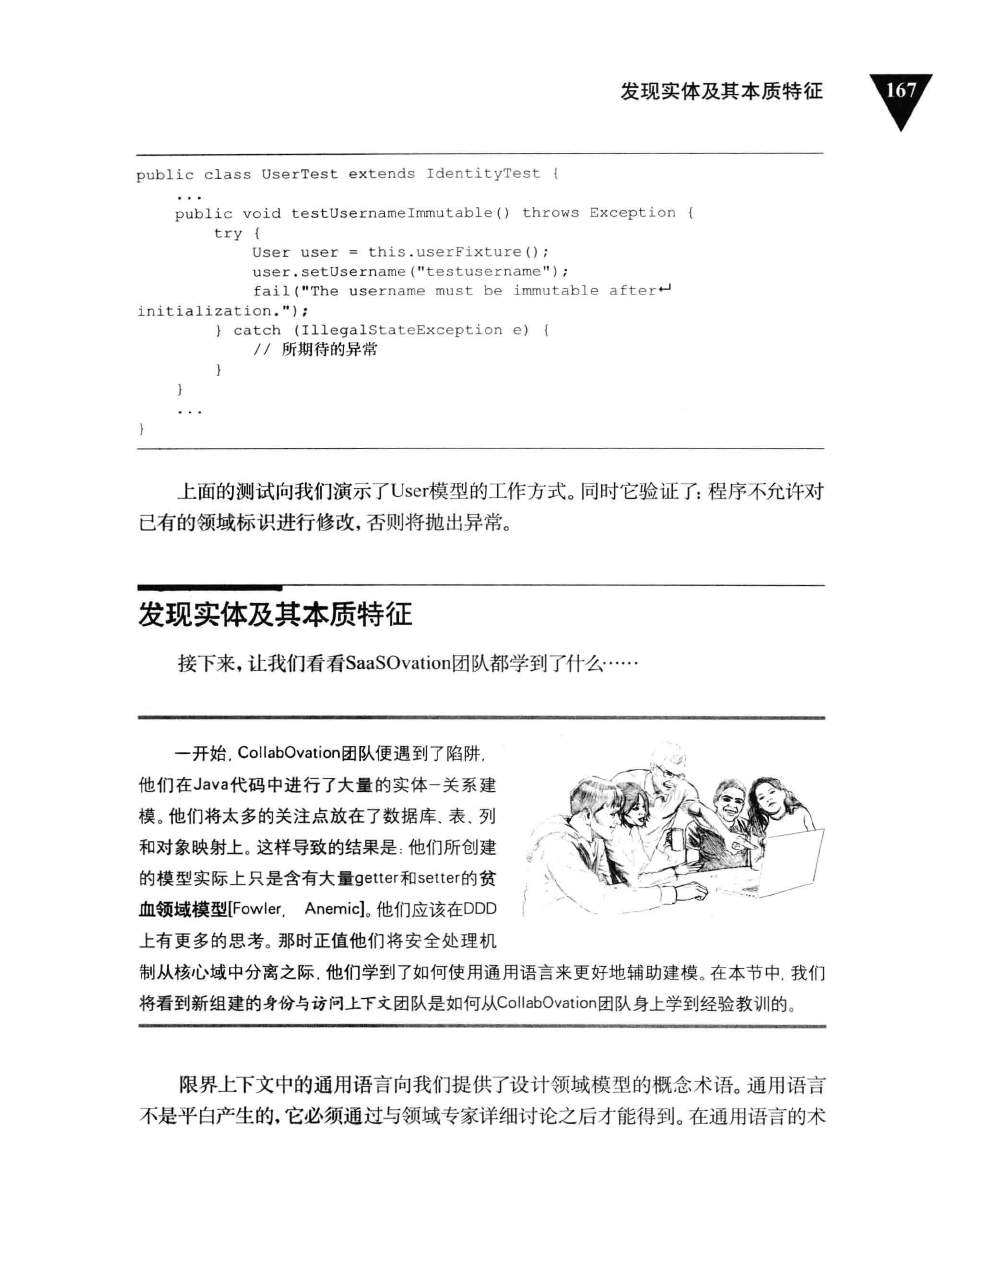 发现实体及其本质特征
167
public class UserTest extends IdentityTest {
...
public void testUsernameImmutable() throws Exception {
try {
User user = this.userFixture();
user.setUsername("testusername");
fail("The username must be immutable after↵
initialization.");
} catch (IllegalStateException e) {
// 所期待的异常
}
}
...
}
上面的测试向我们演示了User模型的工作方式。同时它验证了：程序不允许对
已有的领域标识进行修改，否则将抛出异常。
发现实体及其本质特征
接下来，让我们看看SaaSOvation团队都学到了什么……
一开始，CollabOvation团队便遇到了陷阱，
他们在Java代码中进行了大量的实体-关系建
模。他们将太多的关注点放在了数据库、表、列
和对象映射上。这样导致的结果是：他们所创建
的模型实际上只是含有大量getter和setter的贫
血领域模型[Fowler, Anemic]。他们应该在DDD
上有更多的思考。那时正值他们将安全处理机
制从核心域中分离之际，他们学到了如何使用通用语言来更好地辅助建模。在本节中，我们
将看到新组建的身份与访问上下文团队是如何从CollabOvation团队身上学到经验教训的。
限界上下文中的通用语言向我们提供了设计领域模型的概念术语。通用语言
不是平白产生的，它必须通过与领域专家详细讨论之后才能得到。在通用语言的术